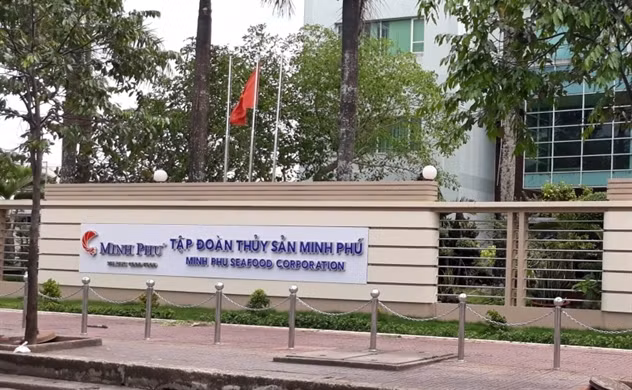 MINH PHU
TẬP ĐOÀN THỦY SẢN MINH PHÚ
MINH PHU SEAFOOD CORPORATION